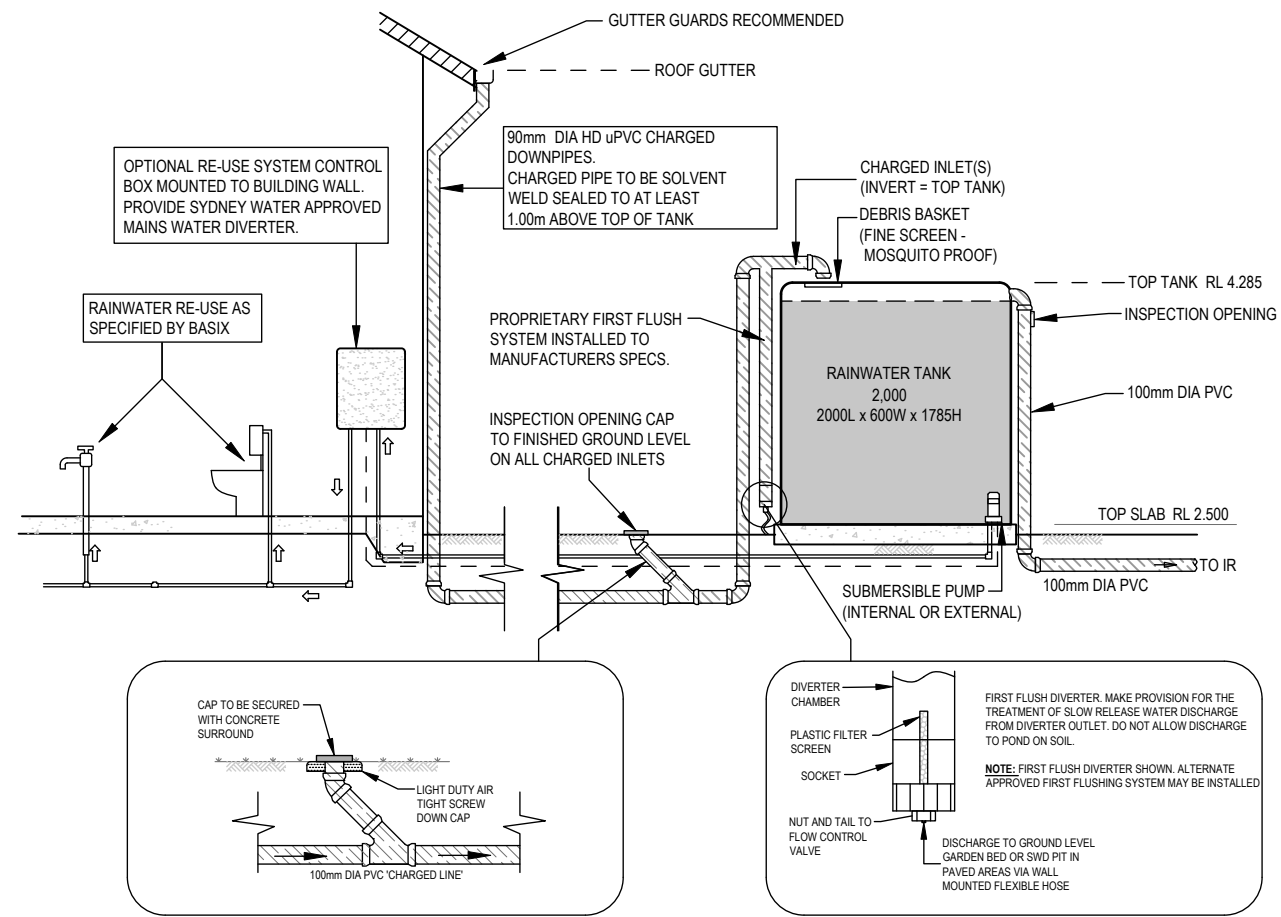 GUTTER GUARDS RECOMMENDED
ROOF GUTTER
OPTIONAL RE-USE SYSTEM CONTROL
BOX MOUNTED TO BUILDING WALL.
PROVIDE SYDNEY WATER APPROVED
MAINS WATER DIVERTER.
90mm DIA HD uPVC CHARGED
DOWNPIPES.
CHARGED PIPE TO BE SOLVENT
WELD SEALED TO AT LEAST
1.00m ABOVE TOP OF TANK
CHARGED INLET(S)
(INVERT = TOP TANK)
DEBRIS BASKET
(FINE SCREEN -
MOSQUITO PROOF)
TOP TANK RL 4.285
INSPECTION OPENING
RAINWATER RE-USE AS
SPECIFIED BY BASIX
PROPRIETARY FIRST FLUSH
SYSTEM INSTALLED TO
MANUFACTURERS SPECS.
RAINWATER TANK
2,000
2000L x 600W x 1785H
100mm DIA PVC
INSPECTION OPENING CAP
TO FINISHED GROUND LEVEL
ON ALL CHARGED INLETS
TOP SLAB RL 2.500
TO IR
100mm DIA PVC
SUBMERSIBLE PUMP
(INTERNAL OR EXTERNAL)
CAP TO BE SECURED
WITH CONCRETE
SURROUND
LIGHT DUTY AIR
TIGHT SCREW
DOWN CAP
100mm DIA PVC 'CHARGED LINE'
DIVERTER
CHAMBER
PLASTIC FILTER
SCREEN
SOCKET
NUT AND TAIL TO
FLOW CONTROL
VALVE
DISCHARGE TO GROUND LEVEL
GARDEN BED OR SWD PIT IN
PAVED AREAS VIA WALL
MOUNTED FLEXIBLE HOSE
FIRST FLUSH DIVERTER. MAKE PROVISION FOR THE
TREATMENT OF SLOW RELEASE WATER DISCHARGE
FROM DIVERTER OUTLET. DO NOT ALLOW DISCHARGE
TO POND ON SOIL.
NOTE: FIRST FLUSH DIVERTER SHOWN. ALTERNATE
APPROVED FIRST FLUSHING SYSTEM MAY BE INSTALLED